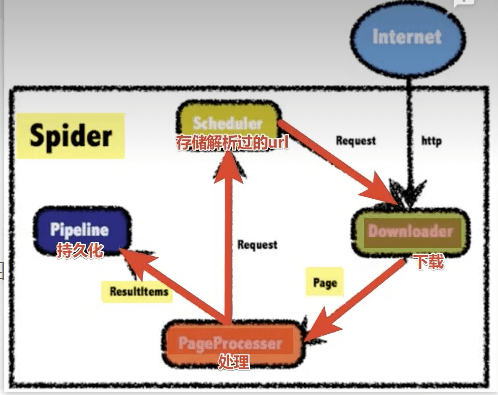 Internet
Spider
Scheduler
存储解析过的url
Request
http
Pipeline
持久化
Request
Downloader
下载
ResultItems
Page
PageProcesser
处理